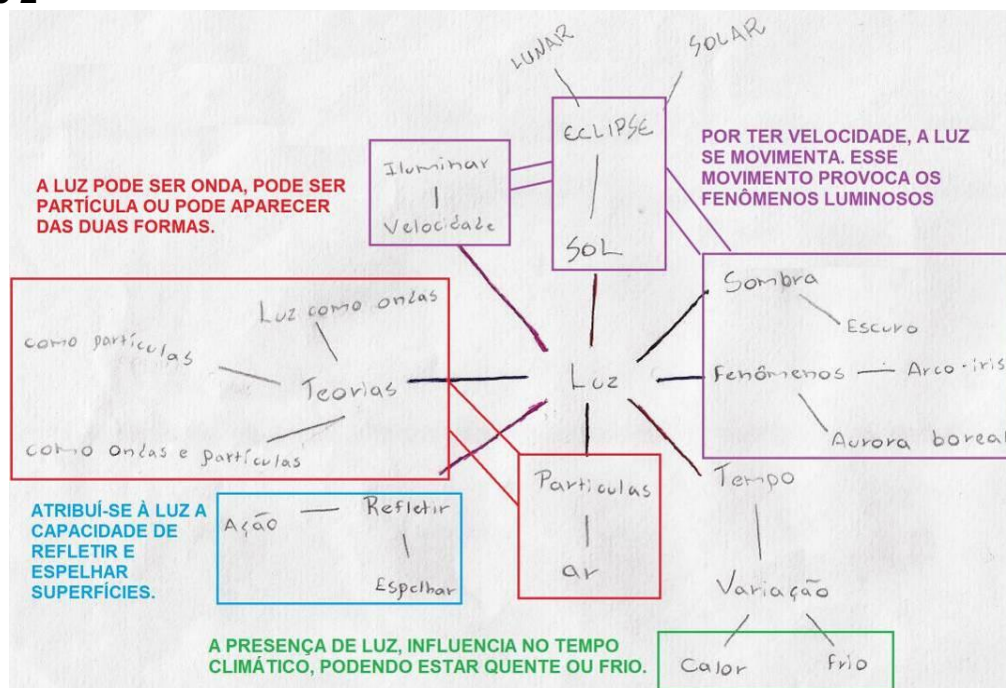 LUNAR
SOLAR
ECLIPSE
SOL
Iluminar
Velocidade
POR TER VELOCIDADE, A LUZ
SE MOVIMENTA. ESSE
MOVIMENTO PROVOCA OS
FENÔMENOS LUMINOSOS
A LUZ PODE SER ONDA, PODE SER
PARTÍCULA OU PODE APARECER
DAS DUAS FORMAS.
Luz como ondas
como partículas
Teorias
como ondas e partículas
Luz
Sombra
Escuro
Fenômenos
Arco-iris
Aurora boreal
Tempo
Variação
Calor
Frio
Partículas
ar
ATRIBUÍ-SE À LUZ A
CAPACIDADE DE
REFLETIR E
ESPELHAR
SUPERFÍCIES.
Ação
Refletir
Espelhar
A PRESENÇA DE LUZ, INFLUENCIA NO TEMPO
CLIMÁTICO, PODENDO ESTAR QUENTE OU FRIO.